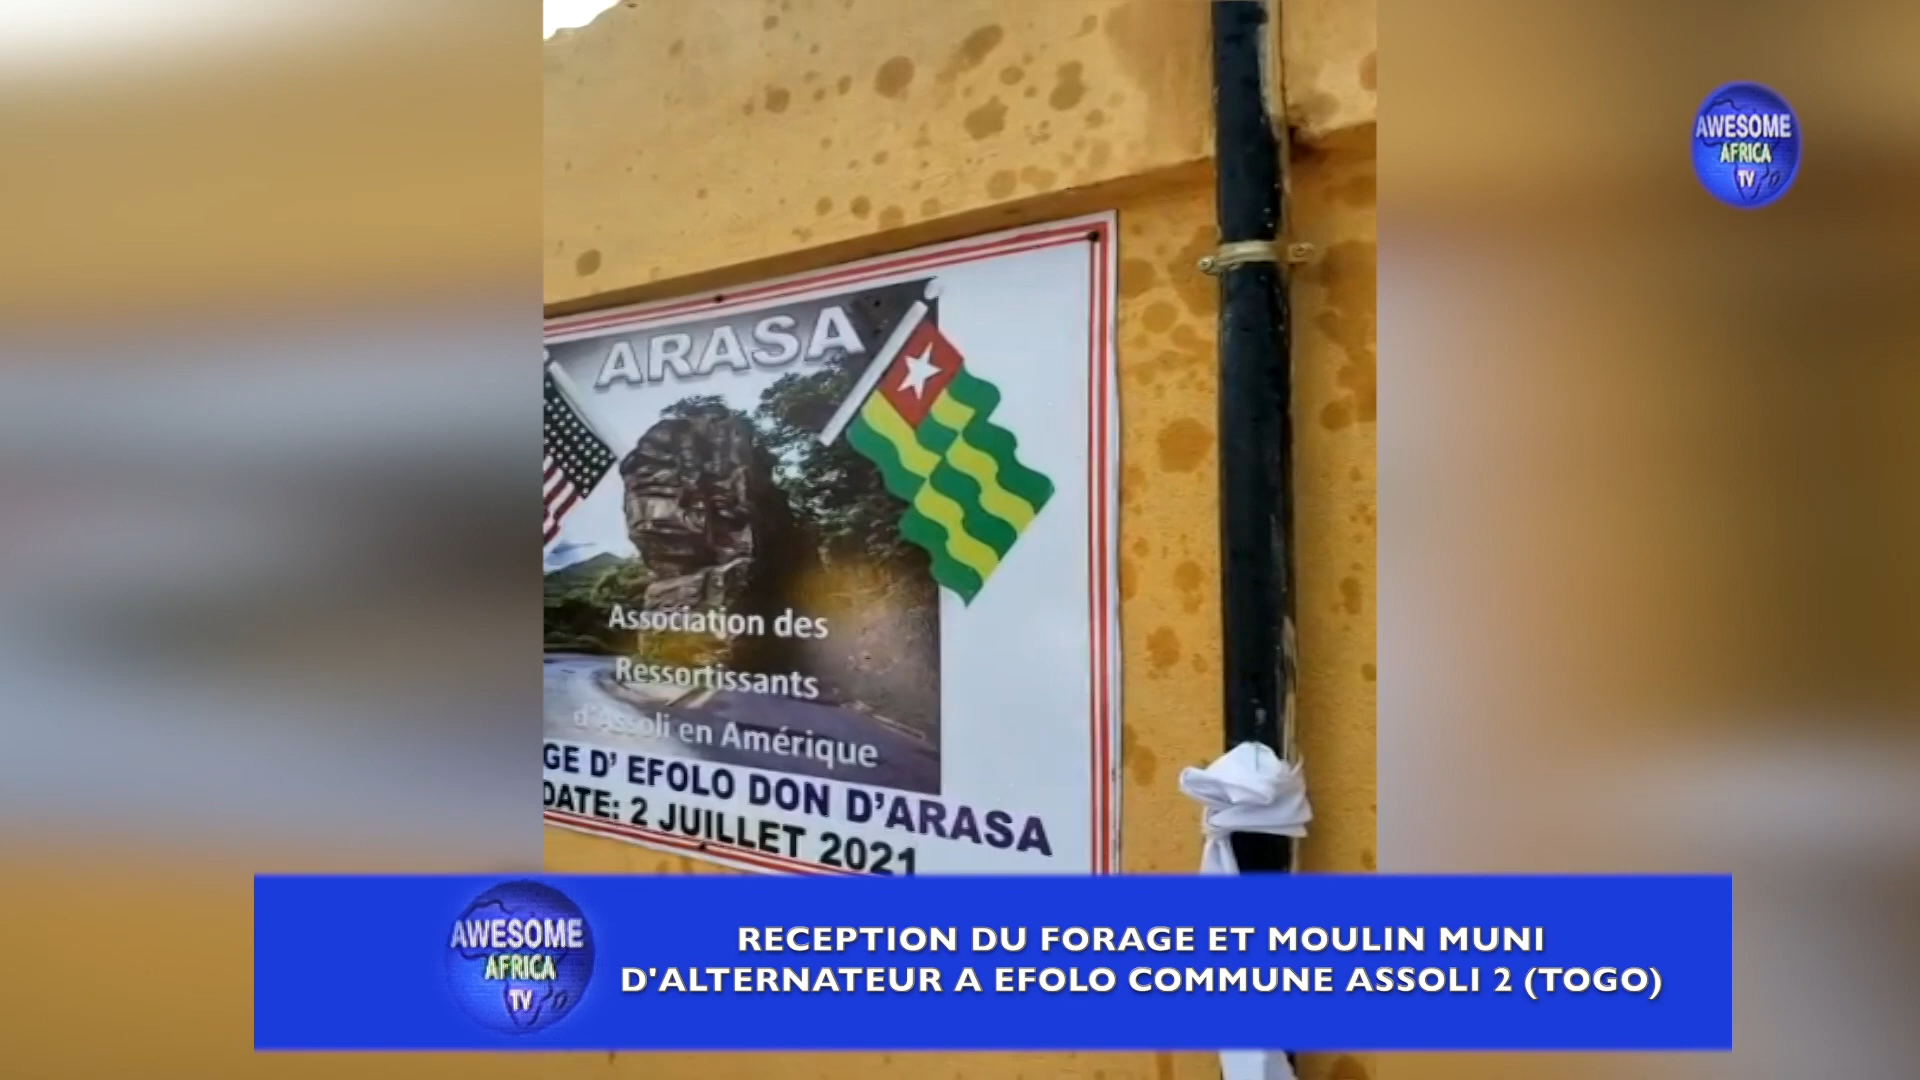 AWESOME
AFRICA
TV
ARASA
Association des
Ressortissants
d'Assoli en Amérique
GE D' EFOLO DON D'ARASA
DATE: 2 JUILLET 2021
AWESOME
AFRICA
TV
RECEPTION DU FORAGE ET MOULIN MUNI
D'ALTERNATEUR A EFOLO COMMUNE ASSOLI 2 (TOGO)